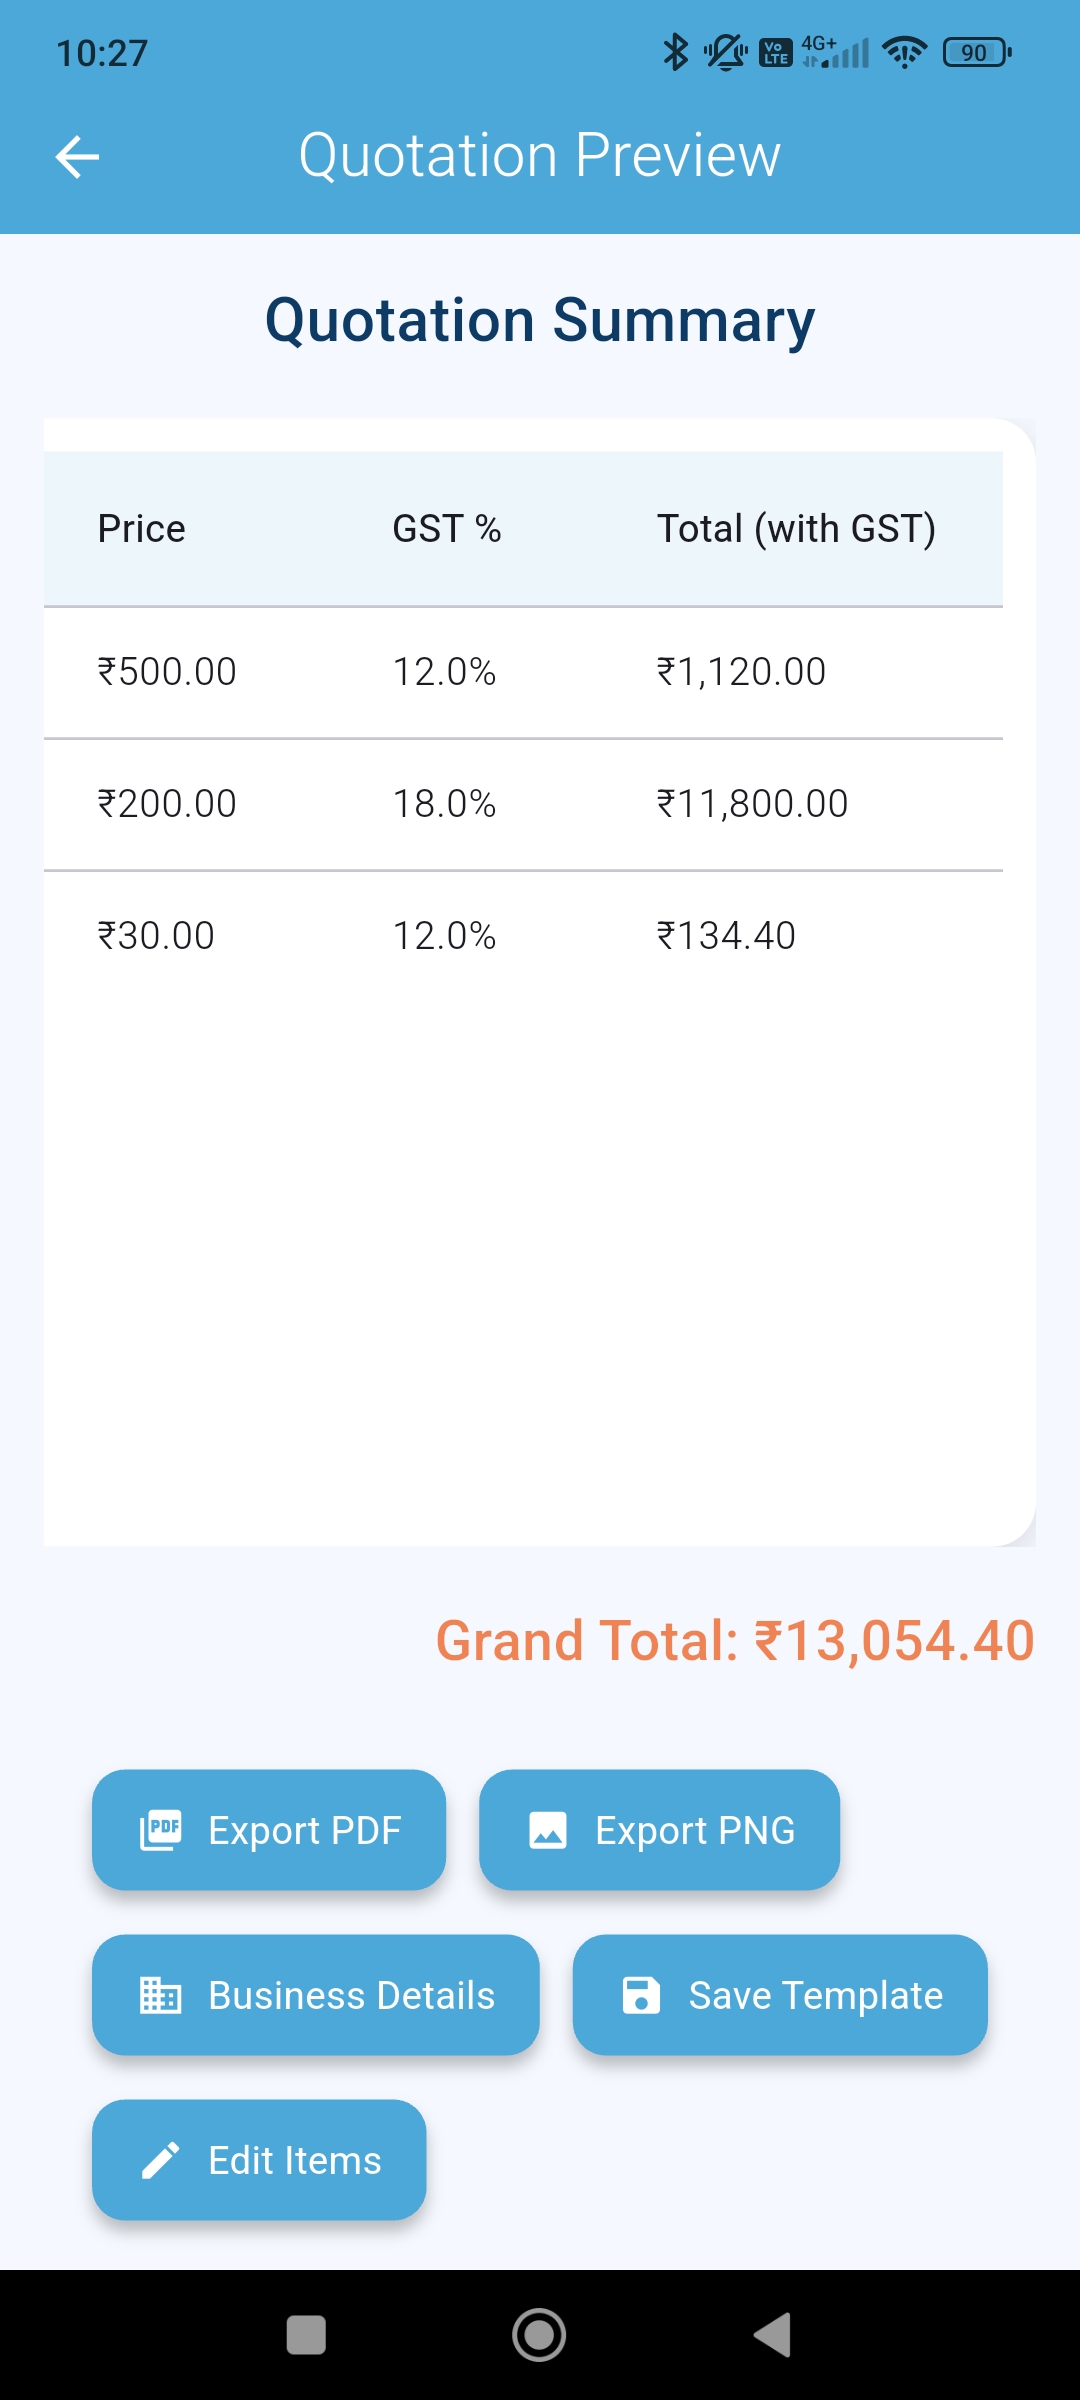 10:27
Vo LTE 4G+ 90
Quotation Preview
Quotation Summary
Price GST % Total (with GST)
₹500.00 12.0% ₹1,120.00
₹200.00 18.0% ₹11,800.00
₹30.00 12.0% ₹134.40
Grand Total: ₹13,054.40
PDF Export PDF Export PNG
Business Details Save Template
Edit Items